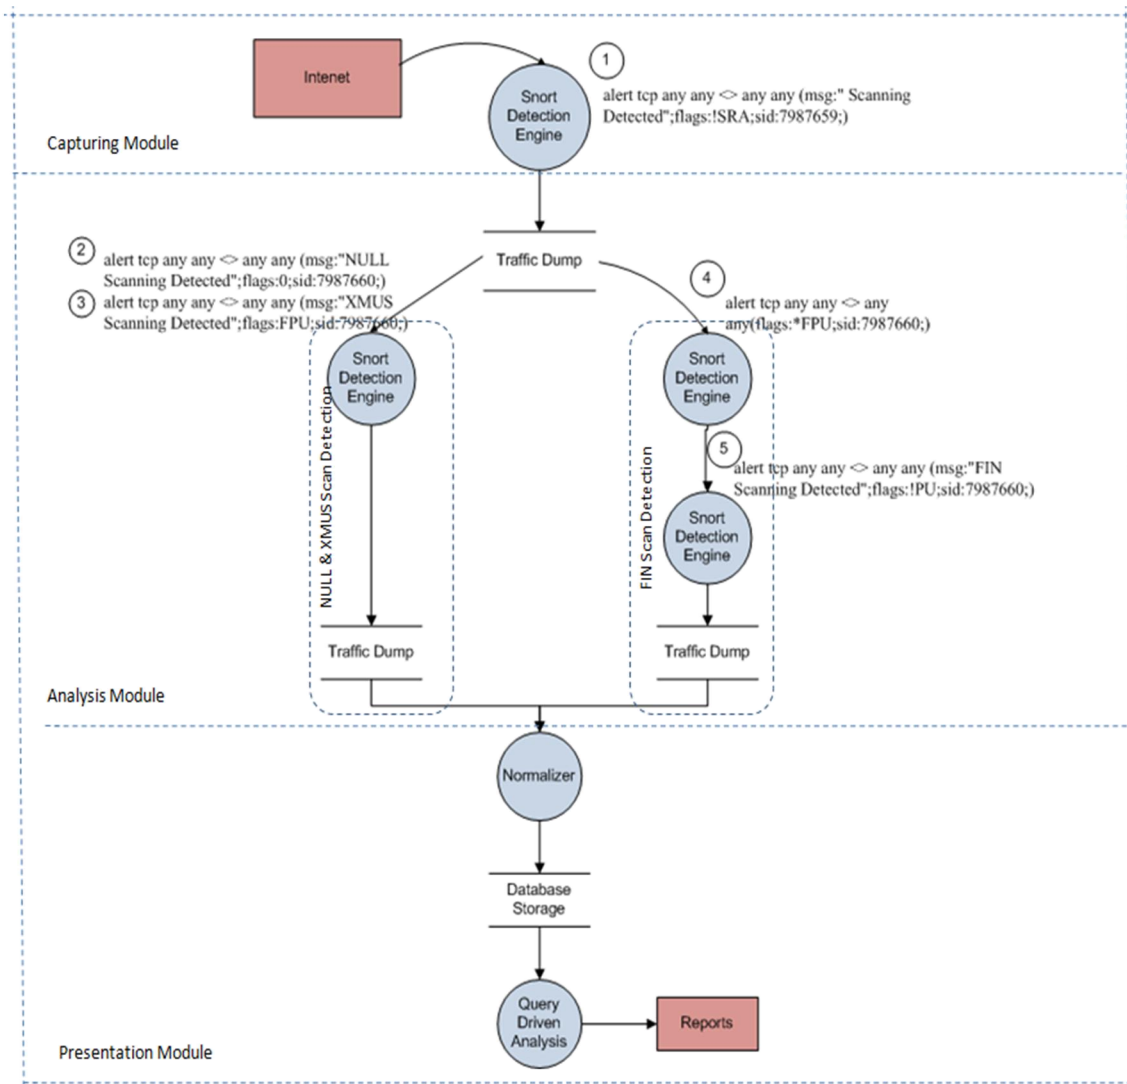 Intenet
Snort
Detection
Engine
1
alert tcp any any <> any any (msg:" Scanning
Detected";flags:!SRA;sid:7987659;)
Capturing Module
Traffic Dump
2
alert tcp any any <> any any (msg:"NULL
Scanning Detected";flags:0;sid:7987660;)
3
alert tcp any any <> any any (msg:"XMUS
Scanning Detected";flags:FPU;sid:7987660;)
4
alert tcp any any <> any
any(flags:*FPU;sid:7987660;)
Snort
Detection
Engine
NULL & XMUS Scan Detection
Snort
Detection
Engine
5
alert tcp any any <> any any (msg:"FIN
Scanning Detected";flags:!PU;sid:7987660;)
Snort
Detection
Engine
FIN Scan Detection
Traffic Dump
Traffic Dump
Analysis Module
Normalizer
Database
Storage
Query
Driven
Analysis
Reports
Presentation Module